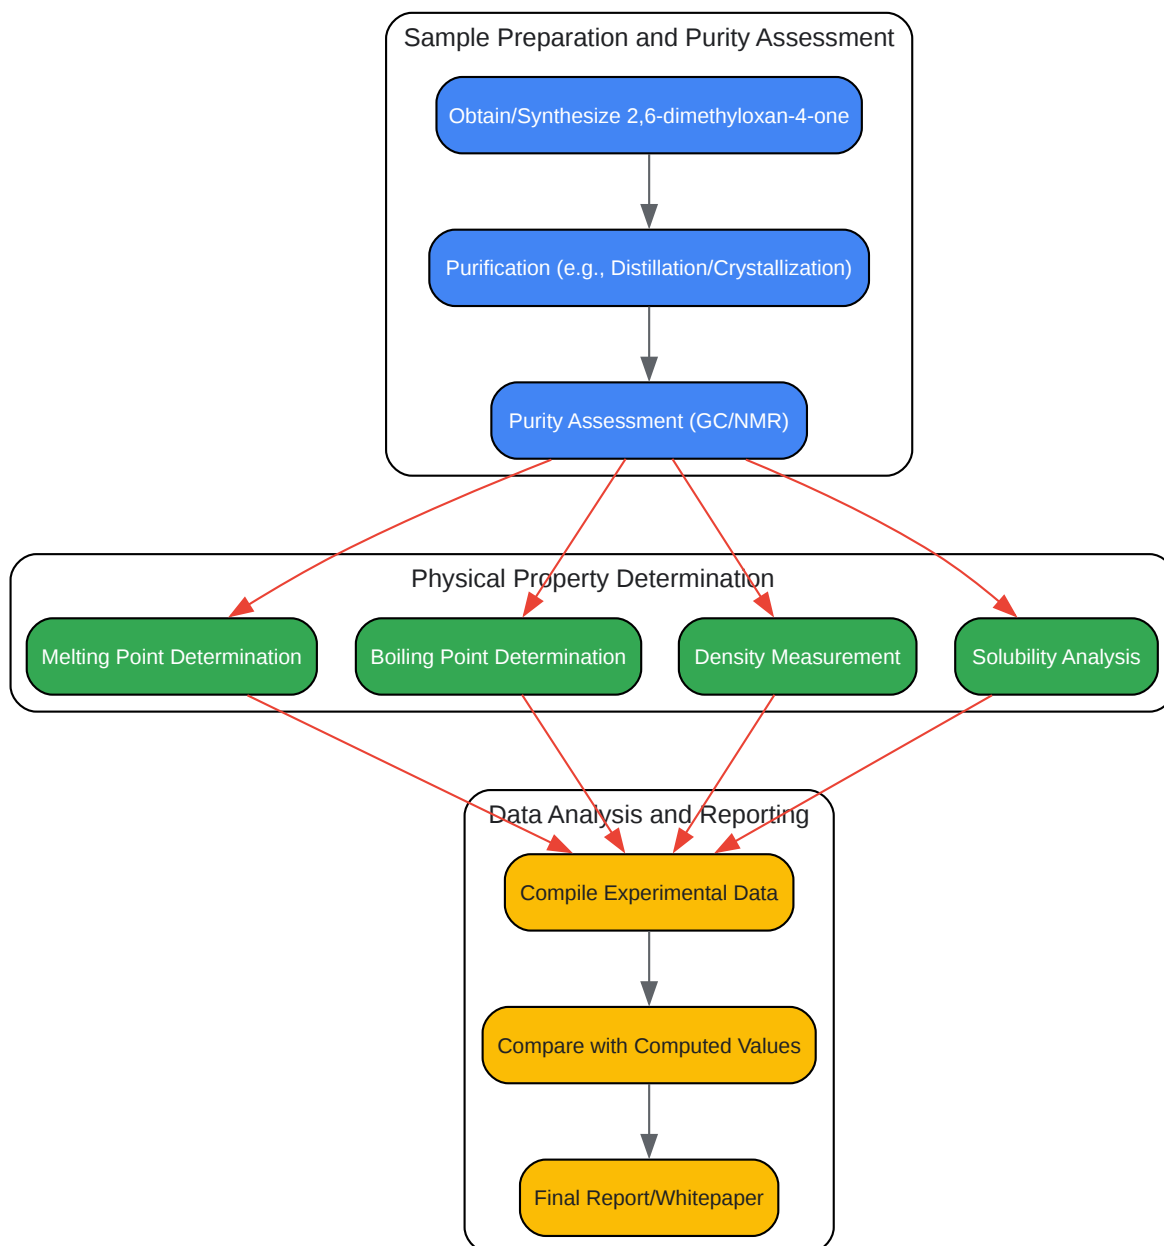 Sample Preparation and Purity Assessment
Obtain/Synthesize 2,6-dimethyloxan-4-one
Purification (e.g., Distillation/Crystallization)
Purity Assessment (GC/NMR)
Physical Property Determination
Melting Point Determination
Boiling Point Determination
Density Measurement
Solubility Analysis
Data Analysis and Reporting
Compile Experimental Data
Compare with Computed Values
Final Report/Whitepaper